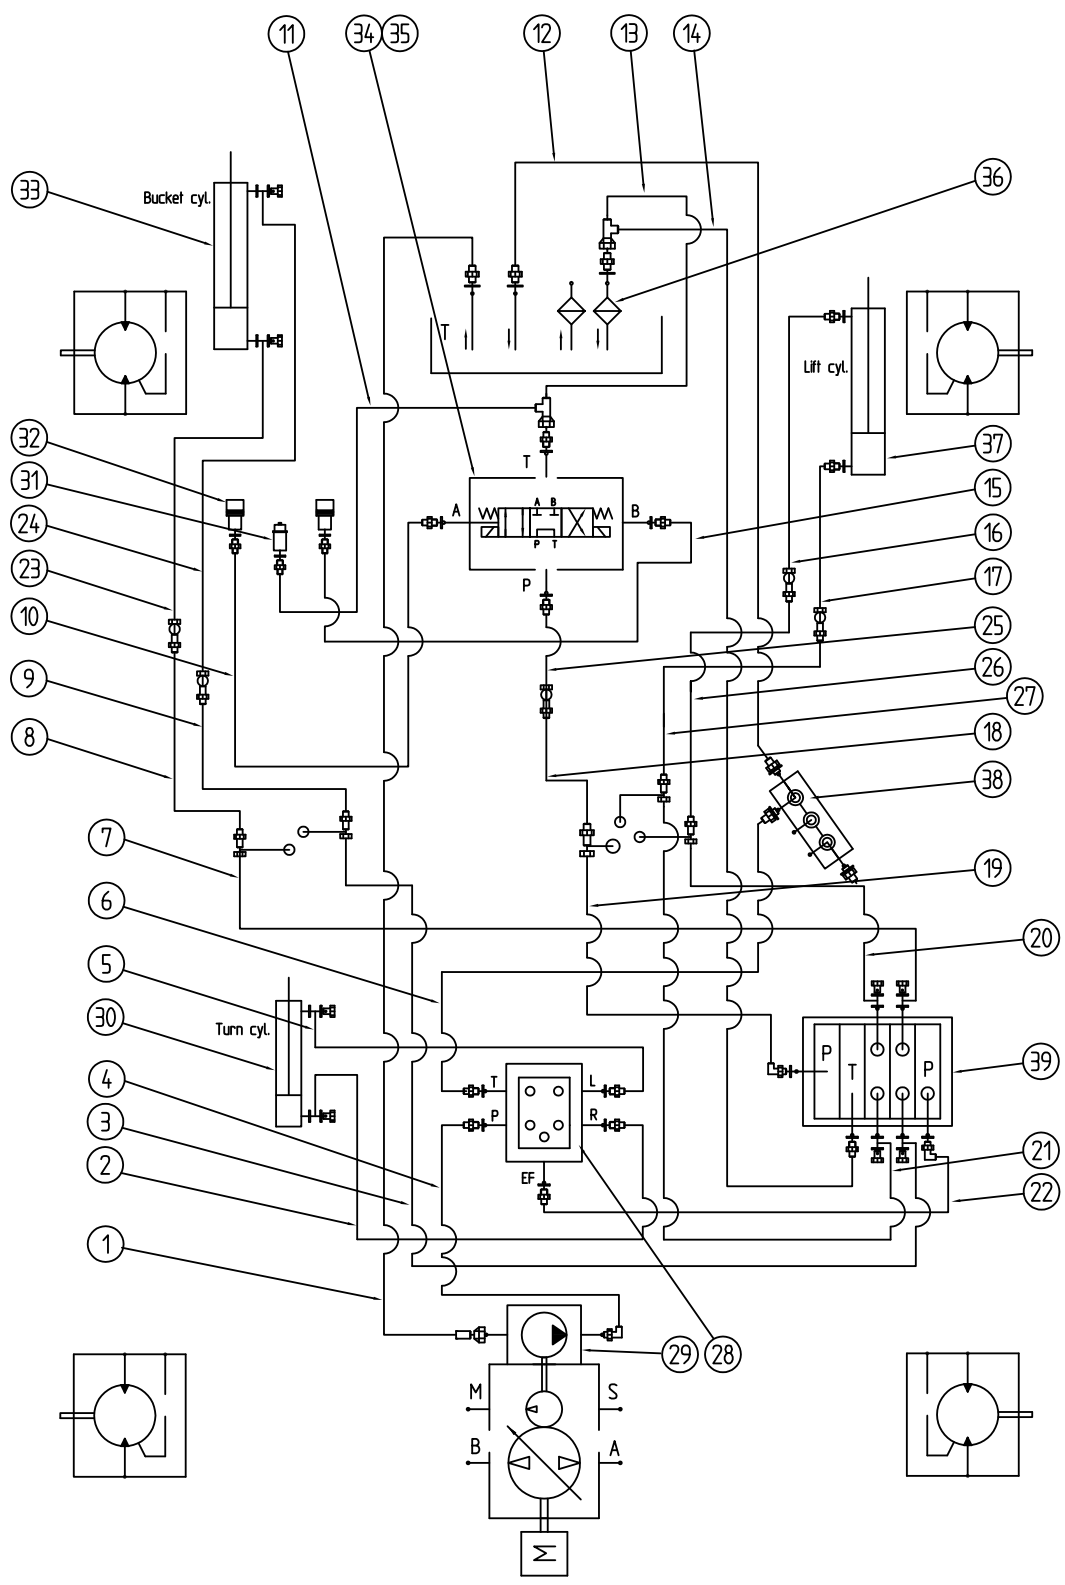 11 34 35 12 13 14
33 Bucket cyl. 36
T
Lift cyl.
32 37
31 T 15
24 A A B B 16
P T
23 P 17
10 25
9 26
27
8 18
38
7 19
6
5 20
30 Turn cyl.
P T P 39
4 T L
3 P R
2 EF 21
22
1
29 28
M S
B A
M